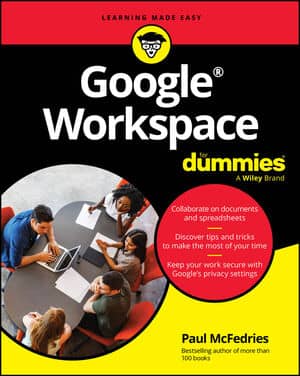 LEARNING MADE EASY
Google®
Workspace
for
dummies®
A Wiley Brand
Collaborate on documents
and spreadsheets
Discover tips and tricks
to make the most of your time
Keep your work secure with
Google's privacy settings
Paul McFedries
Bestselling author of more than
100 books